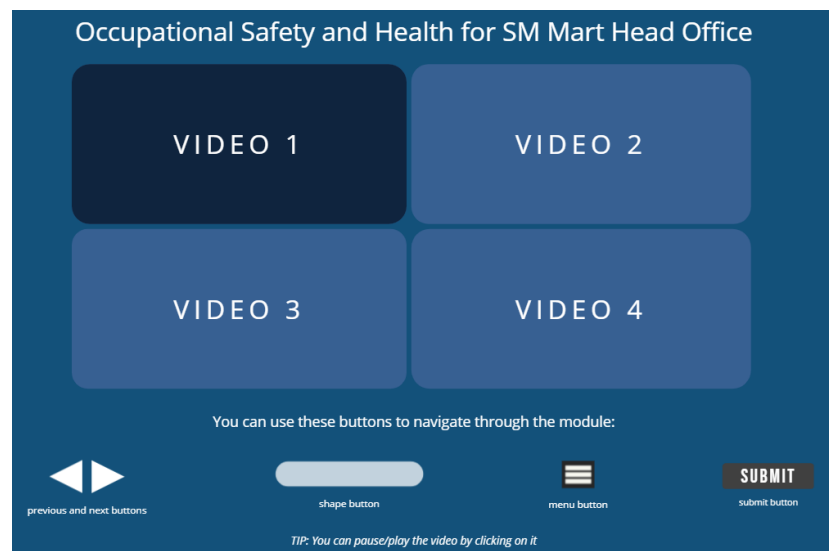 Occupational Safety and Health for SM Mart Head Office
VIDEO 1
VIDEO 2
VIDEO 3
VIDEO 4
You can use these buttons to navigate through the module:
SUBMIT
previous and next buttons
shape button
menu button
submit button
TIP: You can pause/play the video by clicking on it